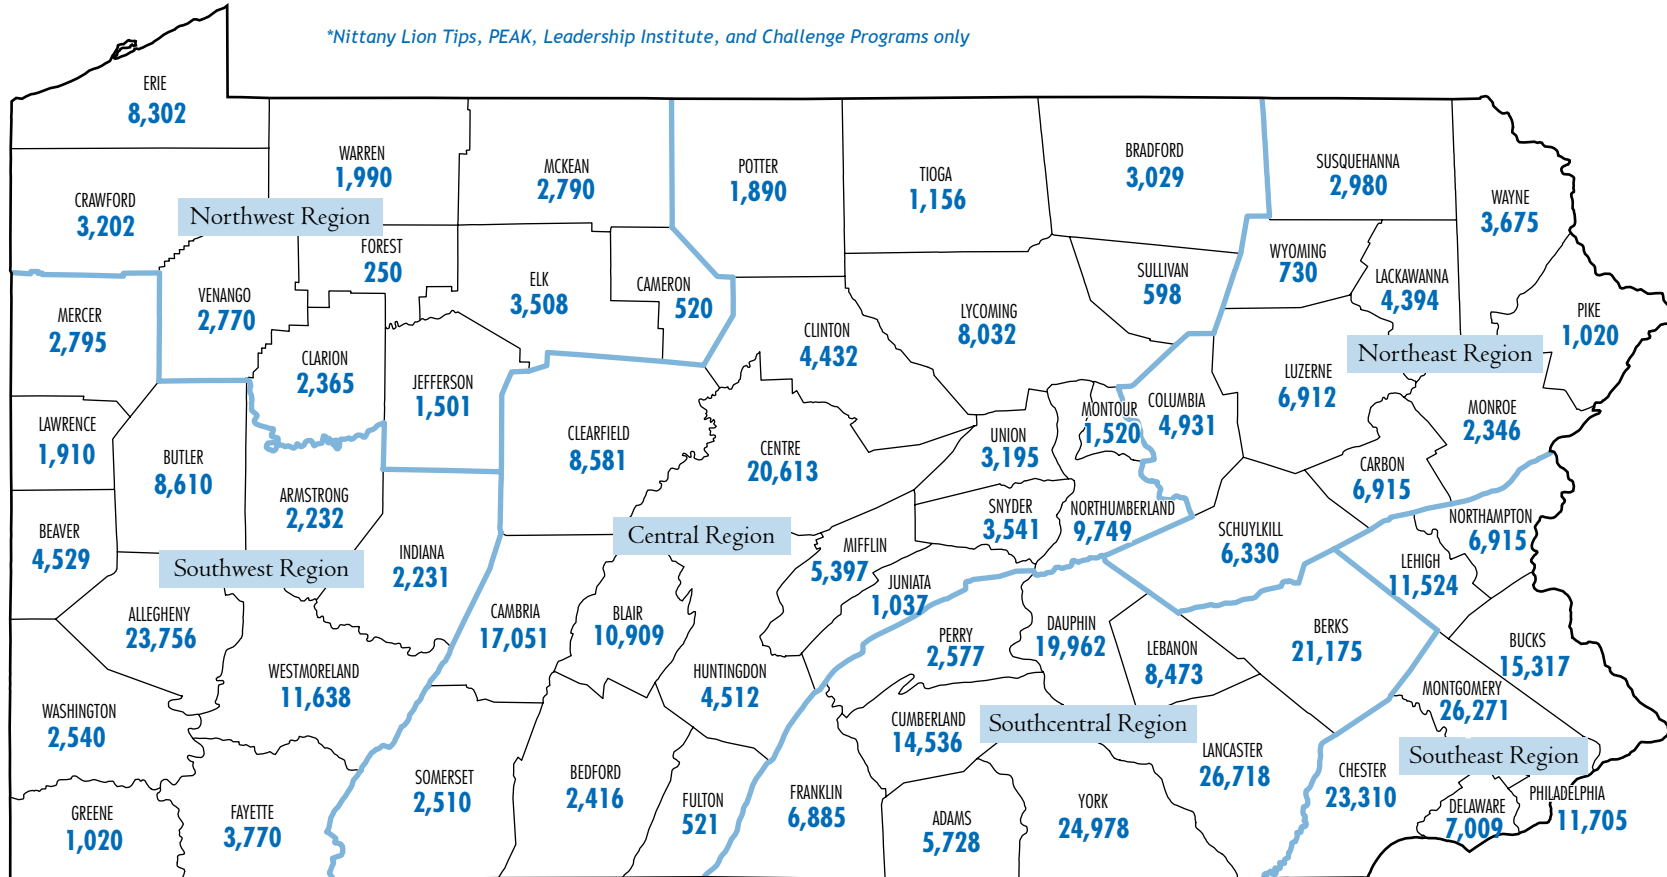 *Nittany Lion Tips, PEAK, Leadership Institute, and Challenge Programs only
ERIE
8,302
WARREN
1,990
MCKEAN
2,790
POTTER
1,890
TIOGA
1,156
BRADFORD
3,029
SUSQUEHANNA
2,980
WAYNE
3,675
CRAWFORD
3,202
Northwest Region
FOREST
250
ELK
3,508
CAMERON
520
SULLIVAN
598
WYOMING
730
LACKAWANNA
4,394
PIKE
1,020
MERCER
2,795
VENANGO
2,770
CLARION
2,365
JEFFERSON
1,501
CLINTON
4,432
LYCOMING
8,032
LUZERNE
6,912
Northeast Region
LAWRENCE
1,910
BUTLER
8,610
ARMSTRONG
2,232
CLEARFIELD
8,581
CENTRE
20,613
UNION
3,195
MONTOUR
1,520
COLUMBIA
4,931
MONROE
2,346
CARBON
6,915
BEAVER
4,529
Southwest Region
INDIANA
2,231
Central Region
MIFFLIN
5,397
SNYDER
3,541
NORTHUMBERLAND
9,749
SCHUYLKILL
6,330
NORTHAMPTON
6,915
LEHIGH
11,524
ALLEGHENY
23,756
CAMBRIA
17,051
BLAIR
10,909
JUNIATA
1,037
PERRY
2,577
DAUPHIN
19,962
LEBANON
8,473
BERKS
21,175
BUCKS
15,317
WESTMORELAND
11,638
HUNTINGDON
4,512
MONTGOMERY
26,271
WASHINGTON
2,540
CUMBERLAND
14,536
Southcentral Region
LANCASTER
26,718
Southeast Region
GREENE
1,020
FAYETTE
3,770
SOMERSET
2,510
BEDFORD
2,416
FULTON
521
FRANKLIN
6,885
ADAMS
5,728
YORK
24,978
CHESTER
23,310
DELAWARE
7,009
PHILADELPHIA
11,705